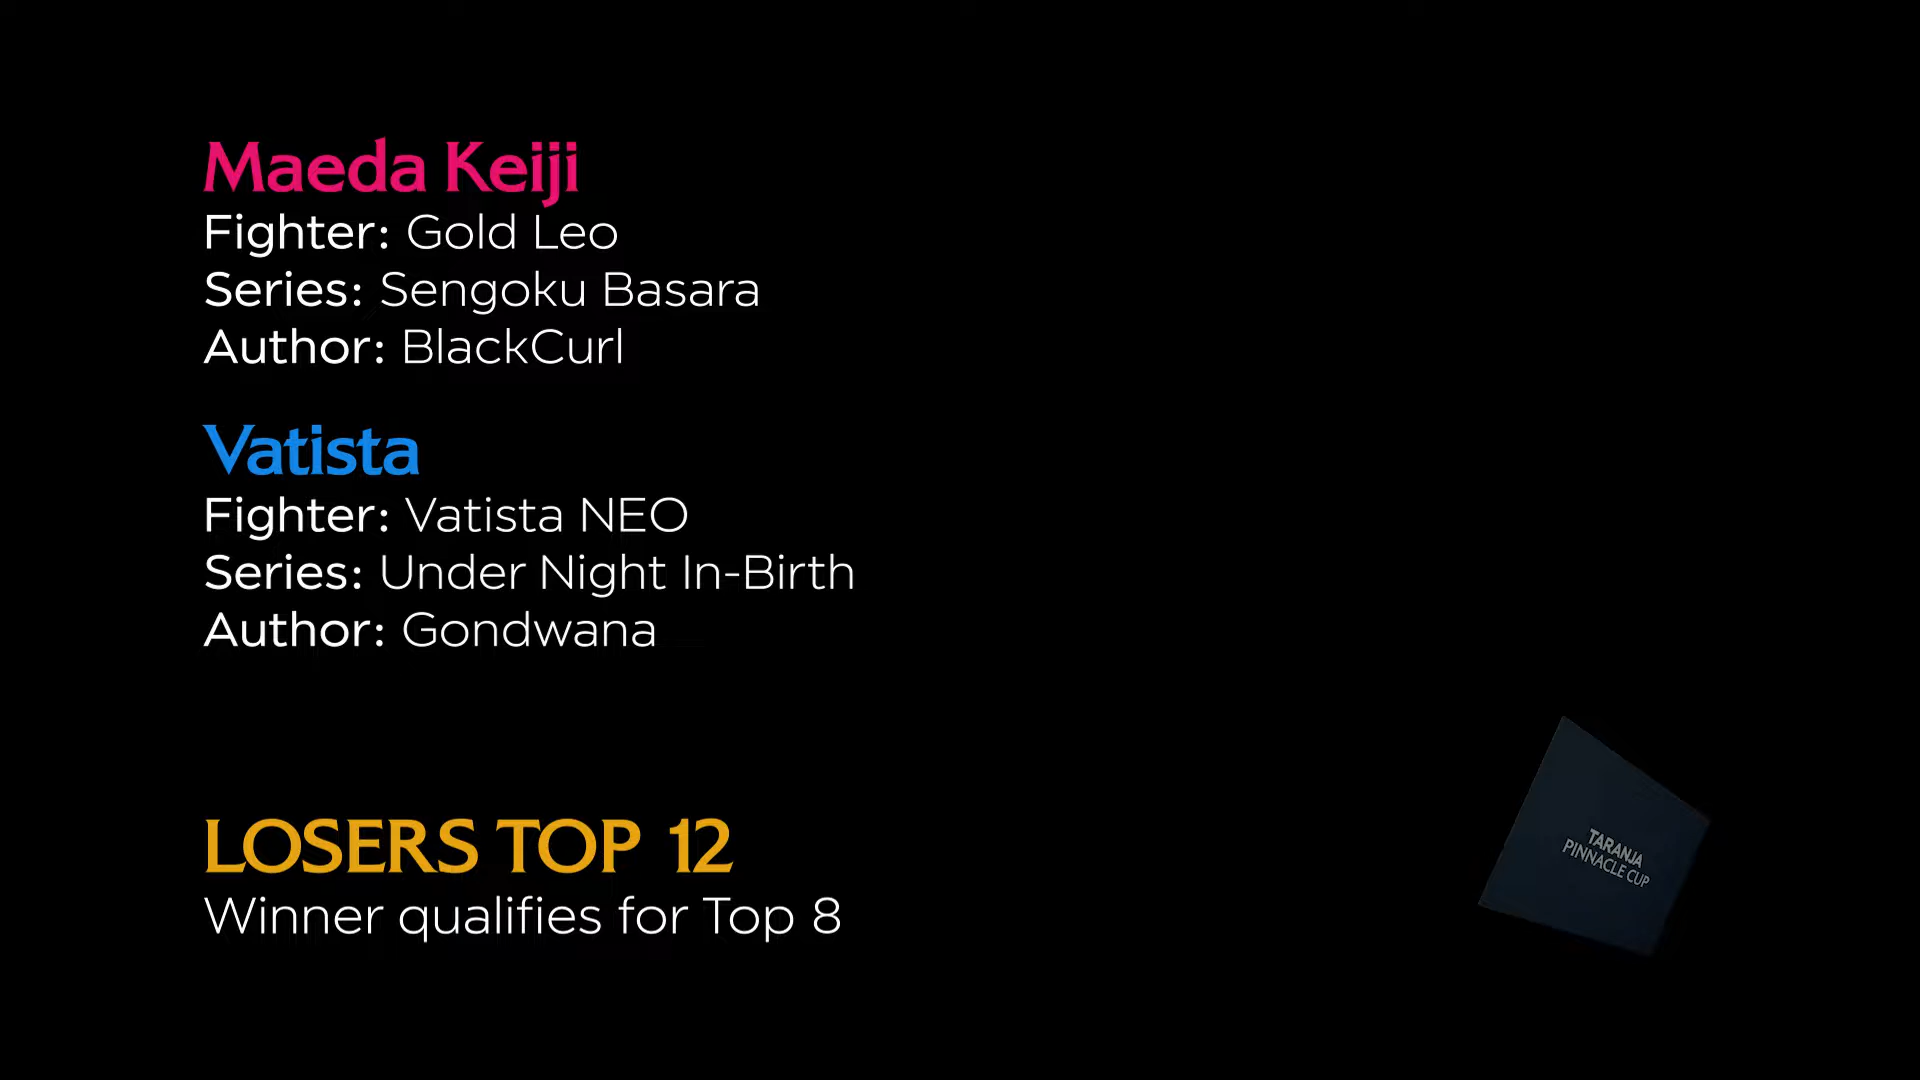 Maeda Keiji
Fighter: Gold Leo
Series: Sengoku Basara
Author: BlackCurl
Vatista
Fighter: Vatista NEO
Series: Under Night In-Birth
Author: Gondwana
LOSERS TOP 12
Winner qualifies for Top 8
TARANJA
PINNACLE CUP